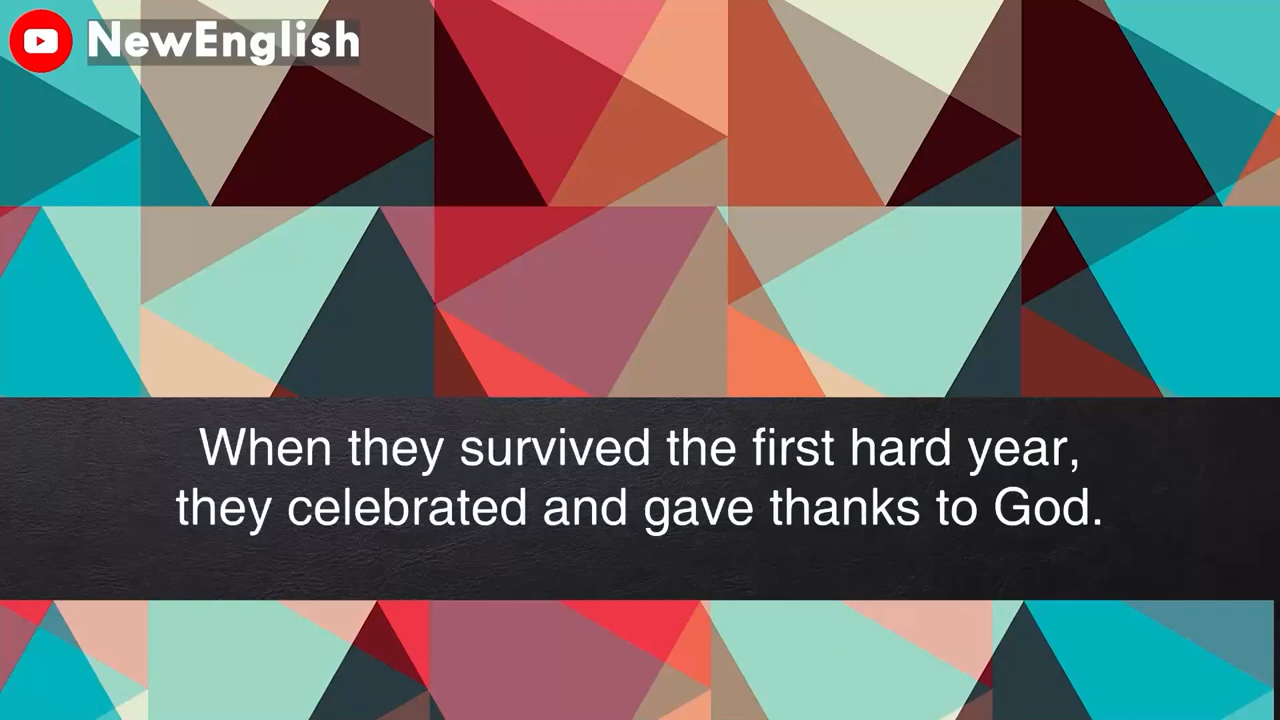 NewEnglish
When they survived the first hard year,
they celebrated and gave thanks to God.